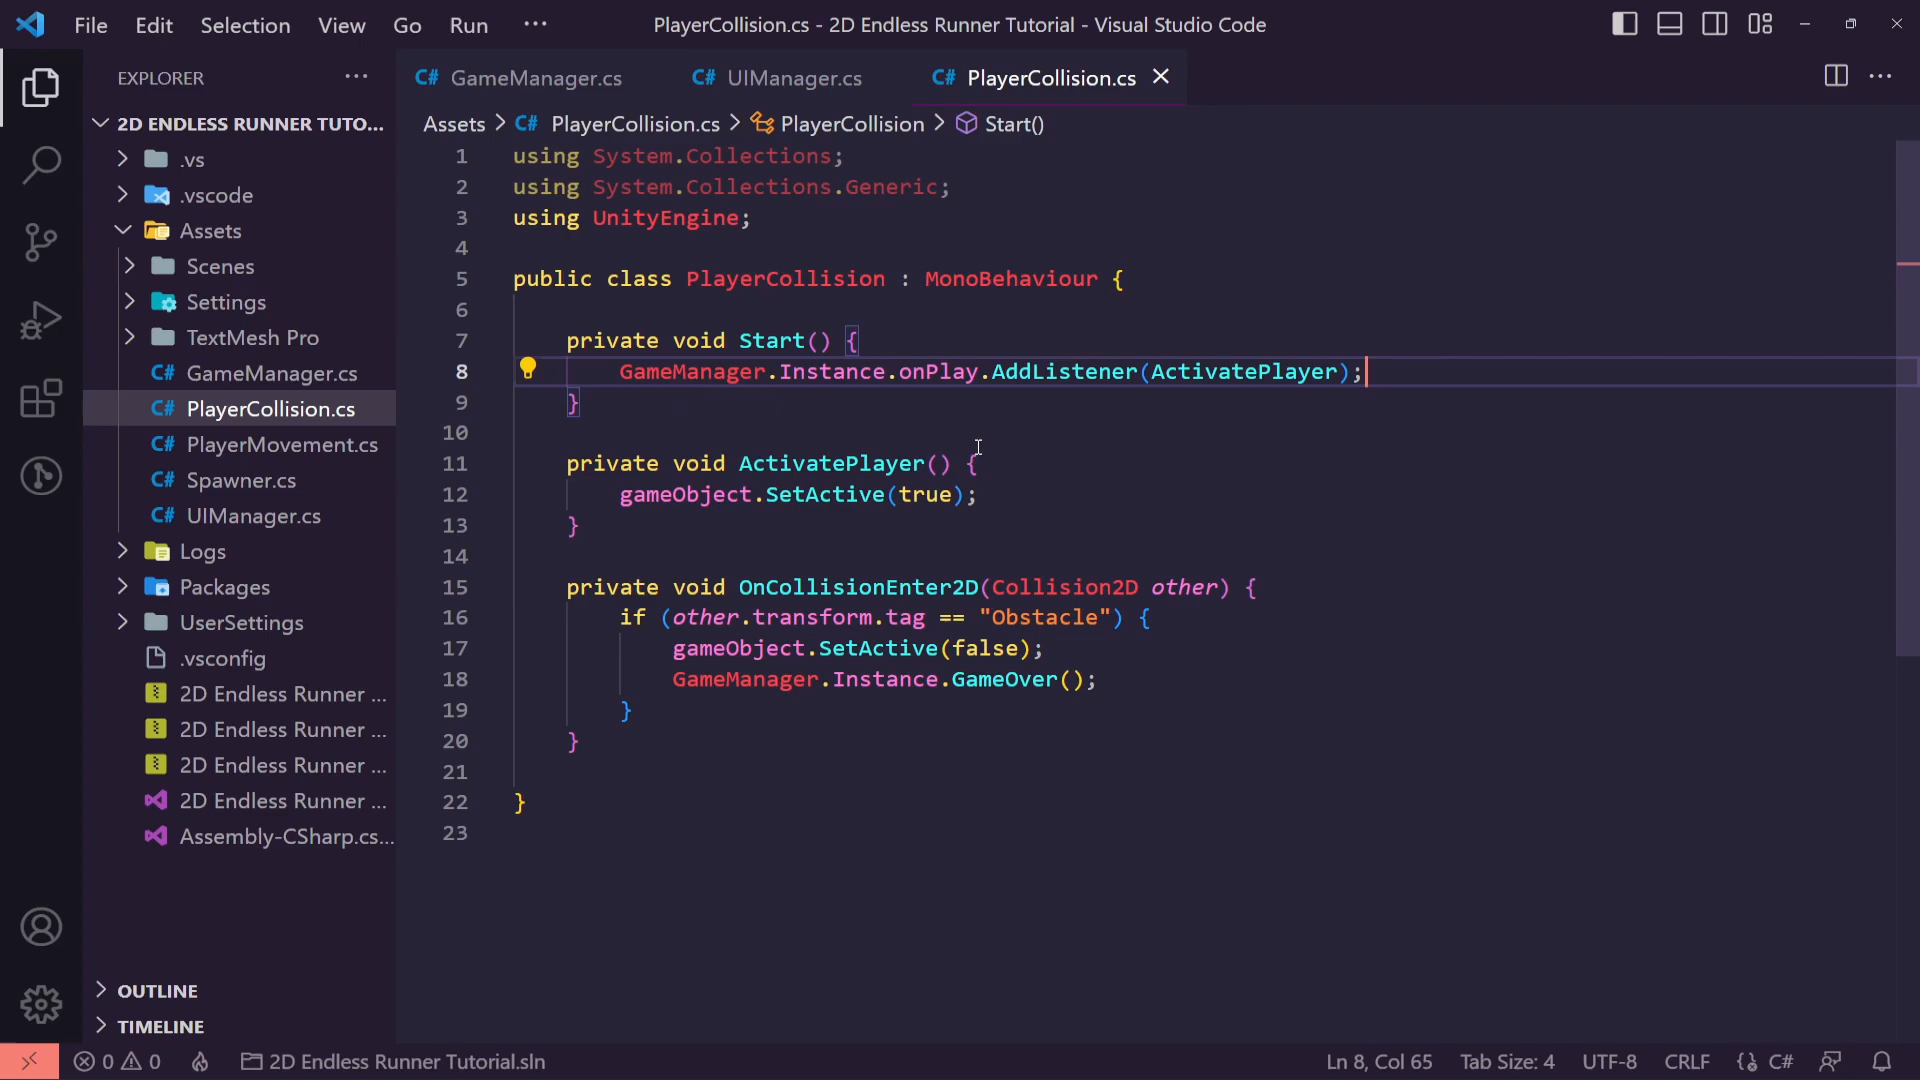 File Edit Selection View Go Run ··· PlayerCollision.cs - 2D Endless Runner Tutorial - Visual Studio Code
EXPLORER ···
2D ENDLESS RUNNER TUTO...
.vs
.vscode
Assets
Scenes
Settings
TextMesh Pro
C# GameManager.cs
C# PlayerCollision.cs
C# PlayerMovement.cs
C# Spawner.cs
C# UIManager.cs
Logs
Packages
UserSettings
.vsconfig
2D Endless Runner ...
2D Endless Runner ...
2D Endless Runner ...
2D Endless Runner ...
Assembly-CSharp.cs...
OUTLINE
TIMELINE
C# GameManager.cs C# UIManager.cs C# PlayerCollision.cs
Assets > C# PlayerCollision.cs > PlayerCollision > Start()
1 using System.Collections;
2 using System.Collections.Generic;
3 using UnityEngine;
4
5 public class PlayerCollision : MonoBehaviour {
6
7 private void Start() {
8 GameManager.Instance.onPlay.AddListener(ActivatePlayer);
9 }
10
11 private void ActivatePlayer() {
12 gameObject.SetActive(true);
13 }
14
15 private void OnCollisionEnter2D(Collision2D other) {
16 if (other.transform.tag == "Obstacle") {
17 gameObject.SetActive(false);
18 GameManager.Instance.GameOver();
19 }
20 }
21
22 }
23
0 0 2D Endless Runner Tutorial.sln Ln 8, Col 65 Tab Size: 4 UTF-8 CRLF C#